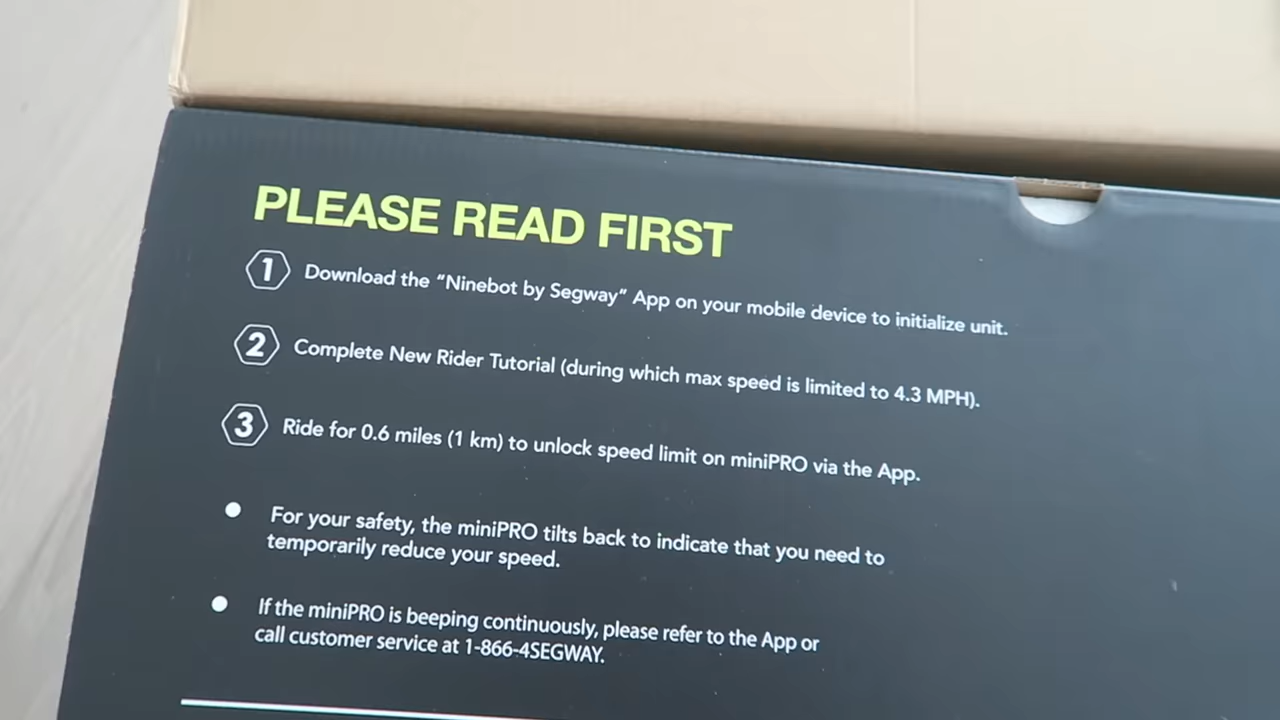 PLEASE READ FIRST
1 Download the “Ninebot by Segway” App on your mobile device to initialize unit.
2 Complete New Rider Tutorial (during which max speed is limited to 4.3 MPH).
3 Ride for 0.6 miles (1 km) to unlock speed limit on miniPRO via the App.
● For your safety, the miniPRO tilts back to indicate that you need to
temporarily reduce your speed.
● If the miniPRO is beeping continuously, please refer to the App or
call customer service at 1-866-4SEGWAY.